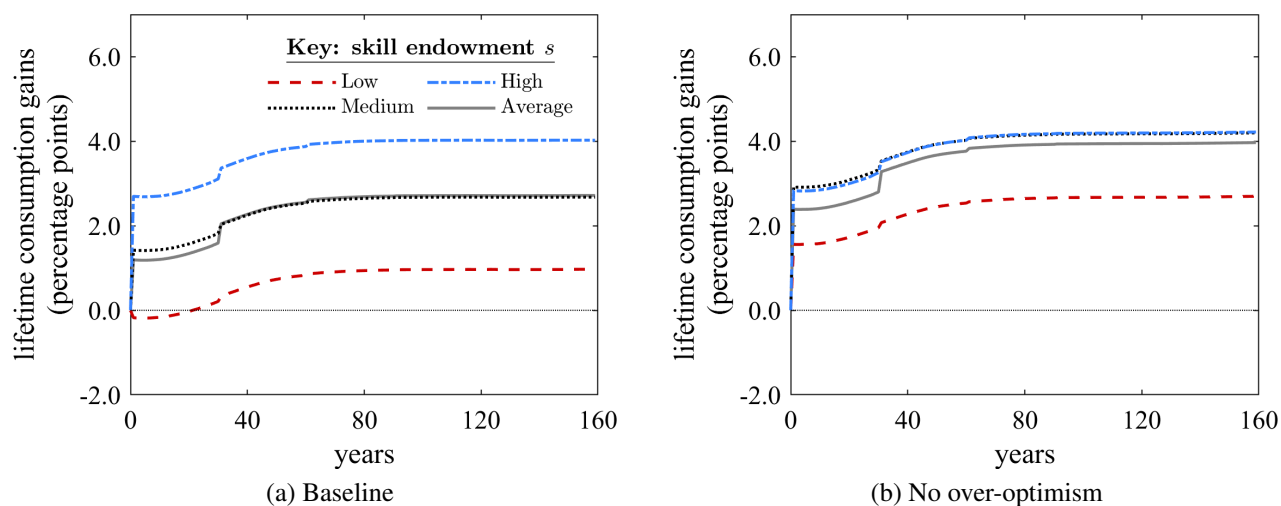 lifetime consumption gains
(percentage points)
6.0
4.0
2.0
0.0
-2.0
Key: skill endowment s
Low
High
Medium
Average
0
40
80
120
160
years
(a) Baseline
lifetime consumption gains
(percentage points)
6.0
4.0
2.0
0.0
-2.0
0
40
80
120
160
years
(b) No over-optimism